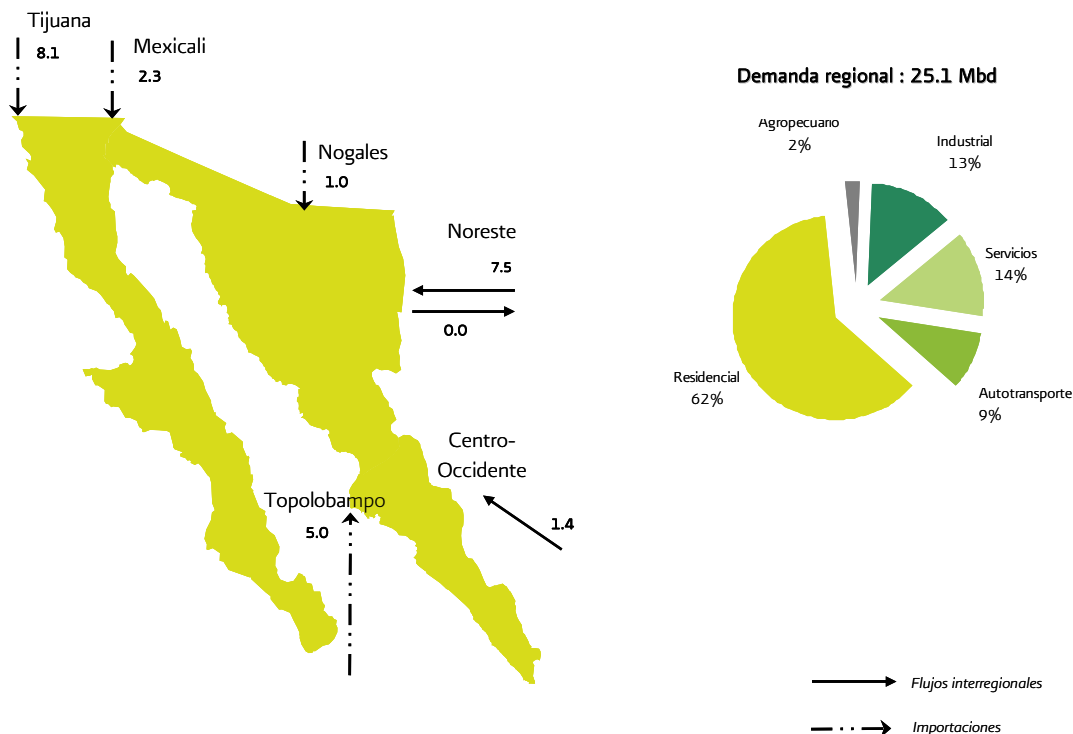 Tijuana
8.1
Mexicali
2.3
Nogales
1.0
Noreste
7.5
0.0
Centro-
Occidente
1.4
Topolobampo
5.0
Demanda regional : 25.1 Mbd
Agropecuario
2%
Industrial
13%
Servicios
14%
Autotransporte
9%
Residencial
62%
Flujos interregionales
Importaciones